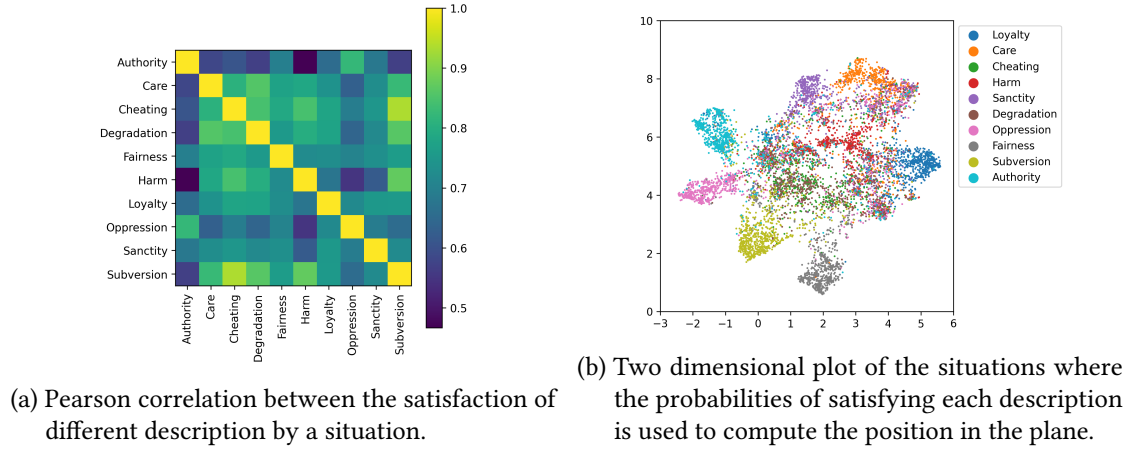 Authority
Care
Cheating
Degradation
Fairness
Harm
Loyalty
Oppression
Sanctity
Subversion
Authority
Care
Cheating
Degradation
Fairness
Harm
Loyalty
Oppression
Sanctity
Subversion
1.0
0.9
0.8
0.7
0.6
0.5
(a) Pearson correlation between the satisfaction of
different description by a situation.
10
8
6
4
2
0
−3 −2 −1 0 1 2 3 4 5 6
Loyalty
Care
Cheating
Harm
Sanctity
Degradation
Oppression
Fairness
Subversion
Authority
(b) Two dimensional plot of the situations where
the probabilities of satisfying each description
is used to compute the position in the plane.